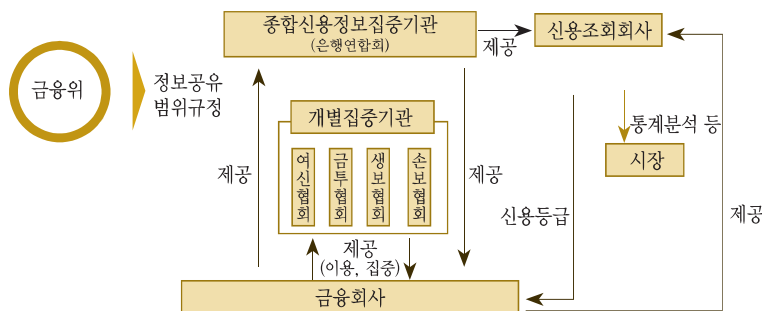 종합신용정보집중기관
(은행연합회)
제공
신용조회회사
금융위
정보공유
범위규정
개별집중기관
여신협회
금투협회
생보협회
손보협회
제공
제공
통계분석 등
시장
신용등급
제공
제공
(이용, 집중)
금융회사